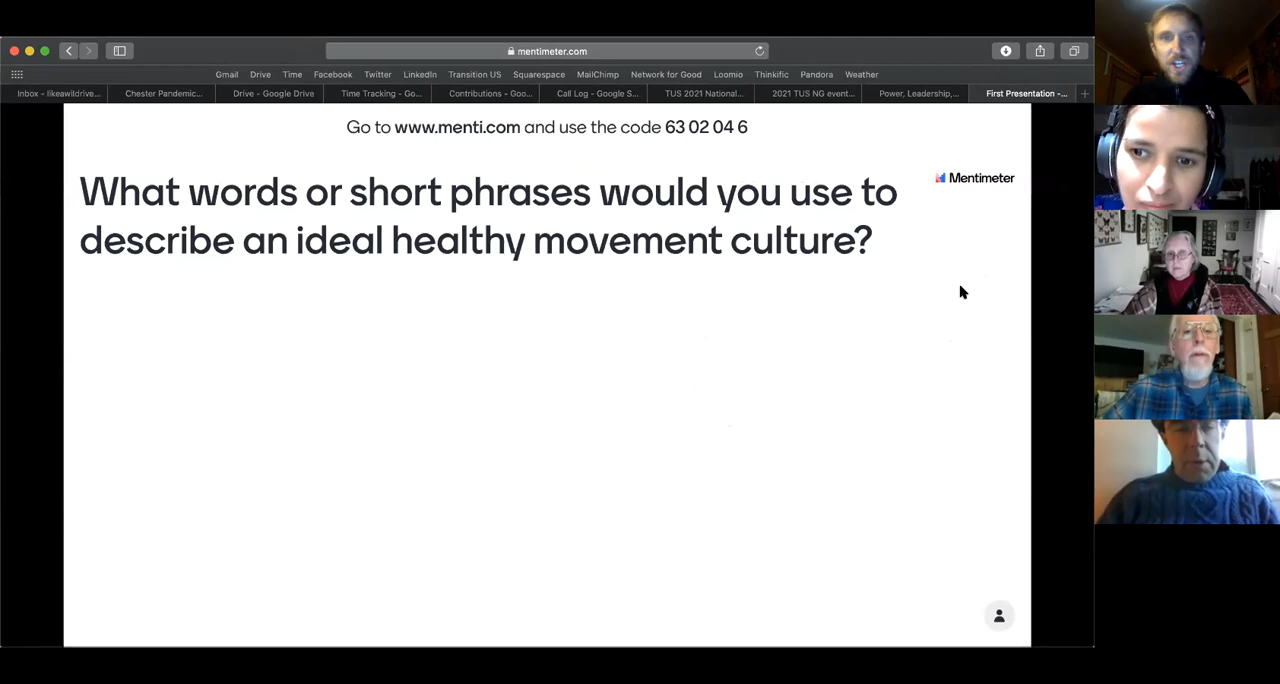 mentimeter.com
Gmail Drive Time Facebook Twitter LinkedIn Transition US Squarespace MailChimp Network for Good Loomio Thinkific Pandora Weather
Inbox - likeawildrive... Chester Pandemic... Drive - Google Drive Time Tracking - Go... Contributions - Goo... Call Log - Google S... TUS 2021 National... 2021 TUS NG event... Power, Leadership,... First Presentation -...
Go to www.menti.com and use the code 63 02 04 6
Mentimeter
What words or short phrases would you use to
describe an ideal healthy movement culture?